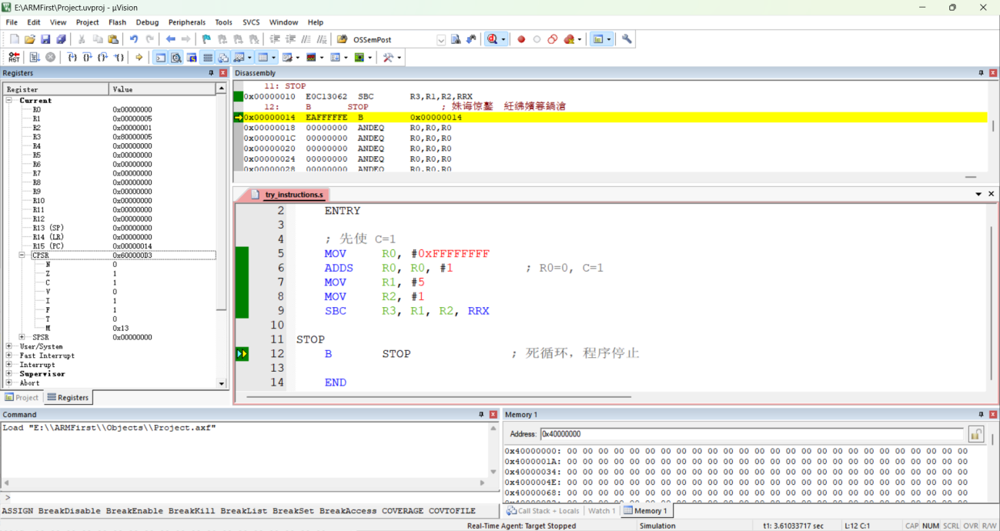 E:\ARMFirst\Project.uvproj - µVision
File Edit View Project Flash Debug Peripherals Tools SVCS Window Help
OSSemPost
Registers
Register Value
Current
R0 0x00000000
R1 0x00000005
R2 0x00000001
R3 0x80000005
R4 0x00000000
R5 0x00000000
R6 0x00000000
R7 0x00000000
R8 0x00000000
R9 0x00000000
R10 0x00000000
R11 0x00000000
R12 0x00000000
R13 (SP) 0x00000000
R14 (LR) 0x00000000
R15 (PC) 0x00000014
CPSR 0x600000D3
N 0
Z 1
C 1
V 0
I 1
F 1
T 0
M 0x13
SPSR 0x00000000
User/System
Fast Interrupt
Interrupt
Supervisor
Abort
Project Registers
Disassembly
11: STOP
0x00000010 E0C13062 SBC R3,R1,R2,RRX
12: B STOP ;
0x00000014 EAFFFFFE B 0x00000014
0x00000018 00000000 ANDEQ R0,R0,R0
0x0000001C 00000000 ANDEQ R0,R0,R0
0x00000020 00000000 ANDEQ R0,R0,R0
0x00000024 00000000 ANDEQ R0,R0,R0
0x00000028 00000000 ANDEQ R0,R0,R0
try_instructions.s
2 ENTRY
3
4 ; 先使 C=1
5 MOV R0, #0xFFFFFFFF
6 ADDS R0, R0, #1 ; R0=0, C=1
7 MOV R1, #5
8 MOV R2, #1
9 SBC R3, R1, R2, RRX
10
11 STOP
12 B STOP ; 死循环，程序停止
13
14 END
Command
Load "E:\\ARMFirst\\Objects\\Project.axf"
>
ASSIGN BreakDisable BreakEnable BreakKill BreakList BreakSet BreakAccess COVERAGE COVTOFILE
Memory 1
Address: 0x40000000
0x40000000: 00 00 00 00 00 00 00 00 00 00 00 00 00 00 00 00 00 00 00 00 00 00 00 00 00 00
0x4000001A: 00 00 00 00 00 00 00 00 00 00 00 00 00 00 00 00 00 00 00 00 00 00 00 00 00 00
0x40000034: 00 00 00 00 00 00 00 00 00 00 00 00 00 00 00 00 00 00 00 00 00 00 00 00 00 00
0x4000004E: 00 00 00 00 00 00 00 00 00 00 00 00 00 00 00 00 00 00 00 00 00 00 00 00 00 00
0x40000068: 00 00 00 00 00 00 00 00 00 00 00 00 00 00 00 00 00 00 00 00 00 00 00 00 00 00
Call Stack + Locals Watch 1 Memory 1
Real-Time Agent: Target Stopped Simulation t1: 3.61033717 sec L:12 C:1 CAP NUM SCRL OVR R/W